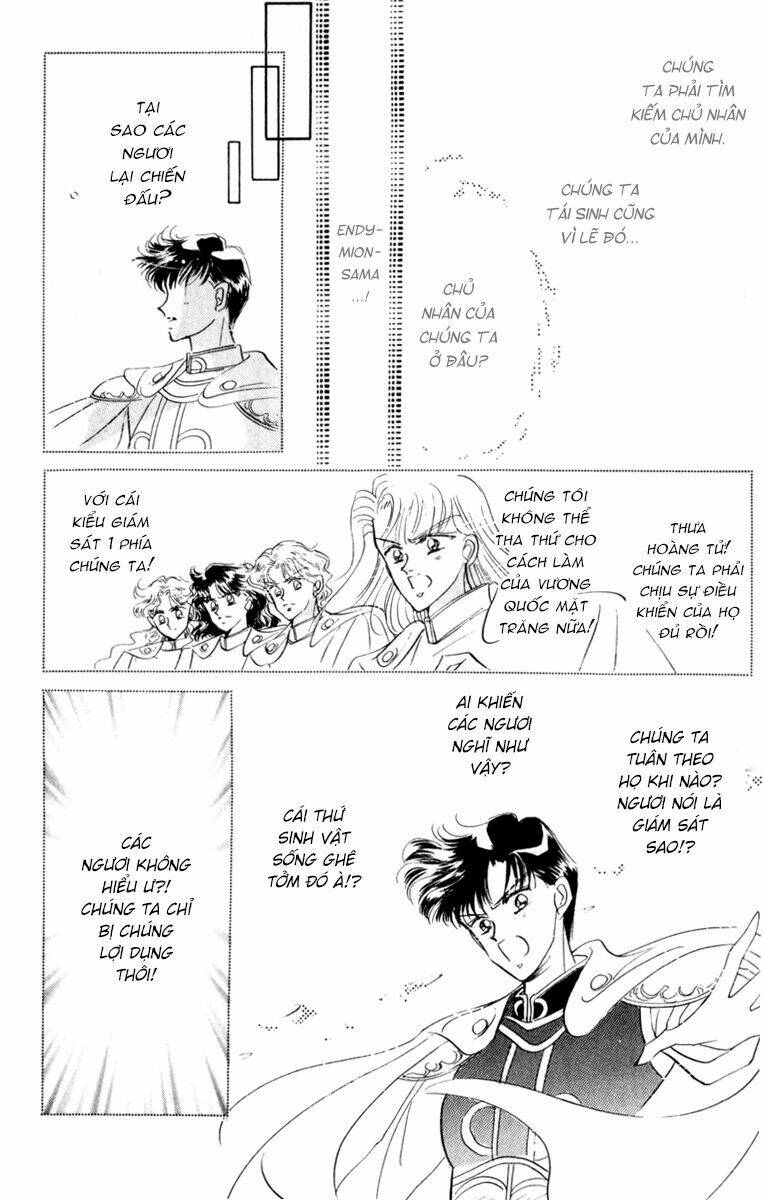 CHÚNG
TA PHẢI TÌM
KIẾM CHỦ NHÂN
CỦA MÌNH.
CHÚNG TA
TÁI SINH CŨNG
VÌ LẼ ĐÓ...
CHỦ
NHÂN CỦA
CHÚNG TA
Ở ĐÂU?
ENDY-
MION-
SAMA
...!
TẠI
SAO CÁC
NGƯƠI
LẠI CHIẾN
ĐẤU?
THƯA
HOÀNG TỬ!
CHÚNG TA PHẢI
CHỊU SỰ ĐIỀU
KHIỂN CỦA HỌ
ĐỦ RỒI!
CHÚNG TÔI
KHÔNG THỂ
THA THỨ CHO
CÁCH LÀM
CỦA VƯƠNG
QUỐC MẶT
TRĂNG NỮA!
VỚI CÁI
KIỂU GIÁM
SÁT 1 PHÍA
CHÚNG TA!
CHÚNG TA
TUÂN THEO
HỌ KHI NÀO?
NGƯƠI NÓI LÀ
GIÁM SÁT
SAO!?
AI KHIẾN
CÁC NGƯƠI
NGHĨ NHƯ
VẬY?
CÁI THỨ
SINH VẬT
SỐNG GHÊ
TỞM ĐÓ À!?
CÁC
NGƯƠI KHÔNG
HIỂU Ư?!
CHÚNG TA CHỈ
BỊ CHÚNG
LỢI DỤNG
THÔI!